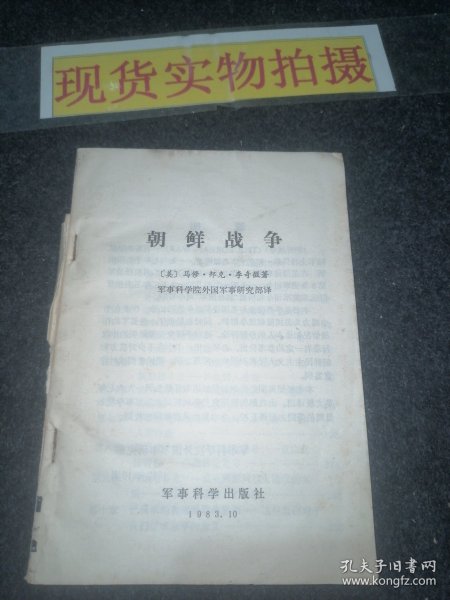 现货实物拍摄
朝鲜战争
〔美〕马修·邦克·李奇微著
军事科学院外国军事研究部译
军事科学出版社
1983.10
孔夫子旧书网
www.kongfz.com